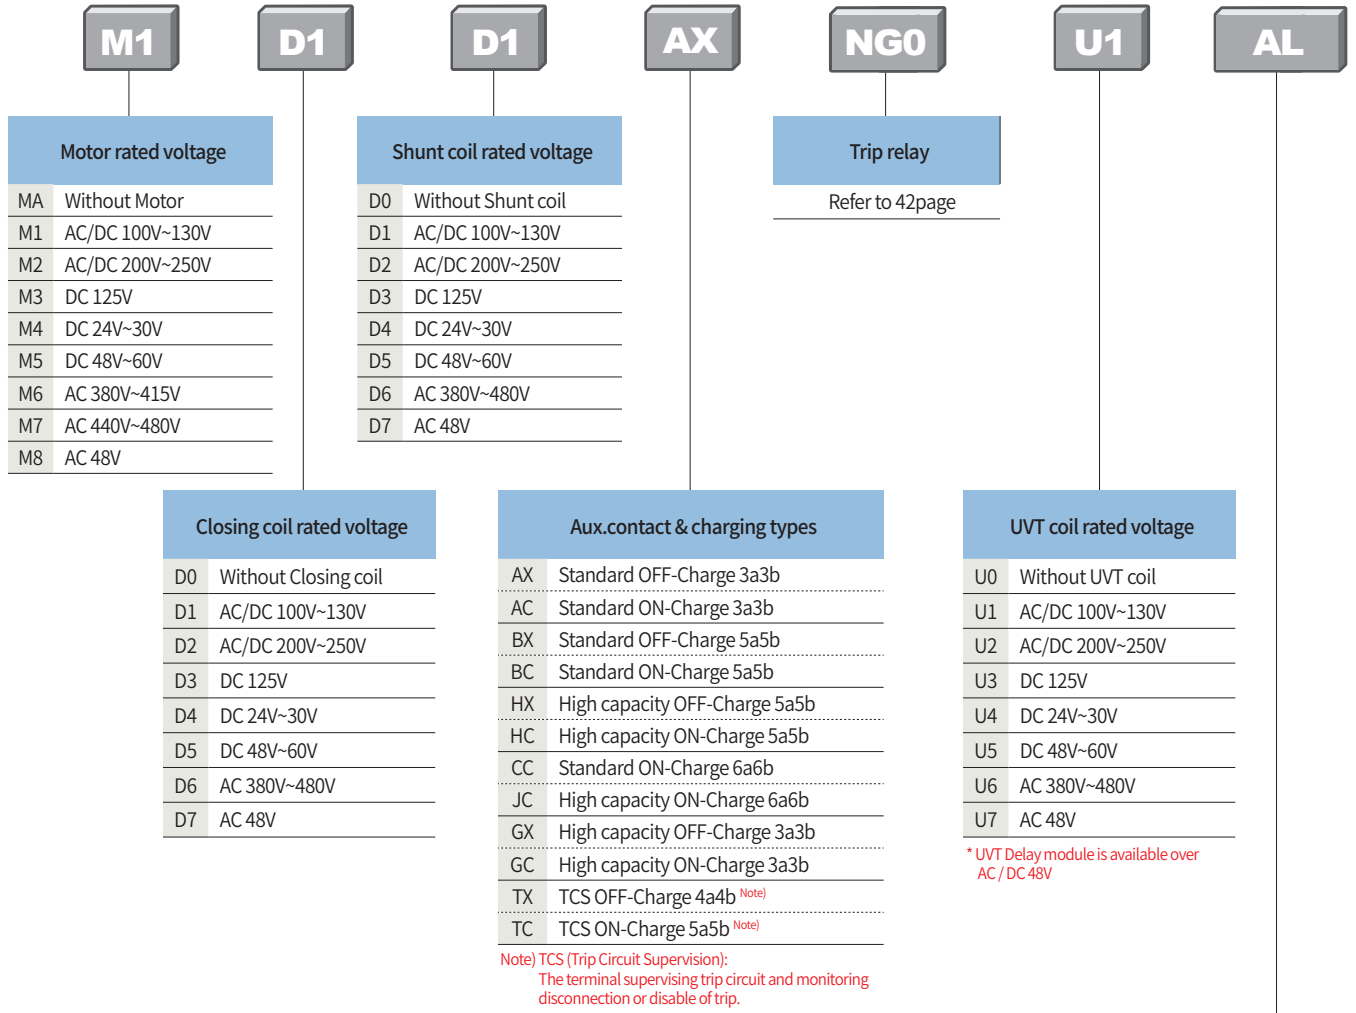 M1 D1 D1 AX NG0 U1 AL
Motor rated voltage
MA Without Motor
M1 AC/DC 100V~130V
M2 AC/DC 200V~250V
M3 DC 125V
M4 DC 24V~30V
M5 DC 48V~60V
M6 AC 380V~415V
M7 AC 440V~480V
M8 AC 48V
Shunt coil rated voltage
D0 Without Shunt coil
D1 AC/DC 100V~130V
D2 AC/DC 200V~250V
D3 DC 125V
D4 DC 24V~30V
D5 DC 48V~60V
D6 AC 380V~480V
D7 AC 48V
Trip relay
Refer to 42page
Closing coil rated voltage
D0 Without Closing coil
D1 AC/DC 100V~130V
D2 AC/DC 200V~250V
D3 DC 125V
D4 DC 24V~30V
D5 DC 48V~60V
D6 AC 380V~480V
D7 AC 48V
Aux.contact & charging types
AX Standard OFF-Charge 3a3b
AC Standard ON-Charge 3a3b
BX Standard OFF-Charge 5a5b
BC Standard ON-Charge 5a5b
HX High capacity OFF-Charge 5a5b
HC High capacity ON-Charge 5a5b
CC Standard ON-Charge 6a6b
JC High capacity ON-Charge 6a6b
GX High capacity OFF-Charge 3a3b
GC High capacity ON-Charge 3a3b
TX TCS OFF-Charge 4a4b Note)
TC TCS ON-Charge 5a5b Note)
Note) TCS (Trip Circuit Supervision):
The terminal supervising trip circuit and monitoring
disconnection or disable of trip.
UVT coil rated voltage
U0 Without UVT coil
U1 AC/DC 100V~130V
U2 AC/DC 200V~250V
U3 DC 125V
U4 DC 24V~30V
U5 DC 48V~60V
U6 AC 380V~480V
U7 AC 48V
* UVT Delay module is available over
AC / DC 48V